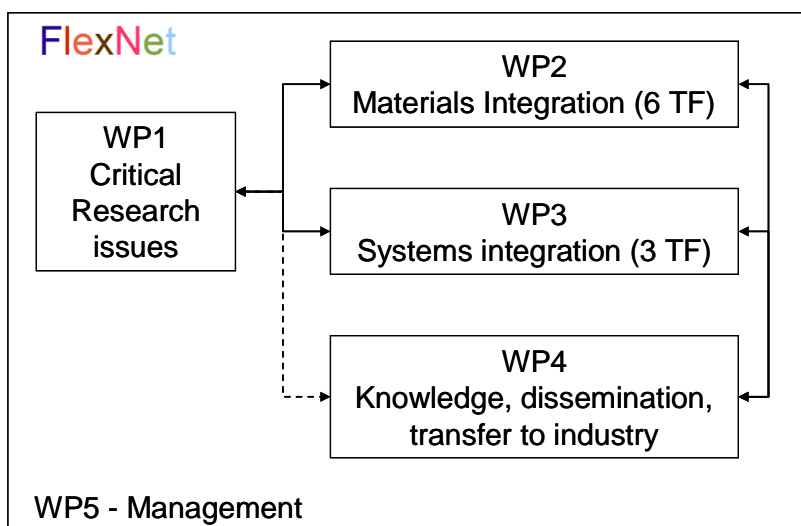 FlexNet
WP1
Critical
Research
issues
WP2
Materials Integration (6 TF)
WP3
Systems integration (3 TF)
WP4
Knowledge, dissemination,
transfer to industry
WP5 - Management